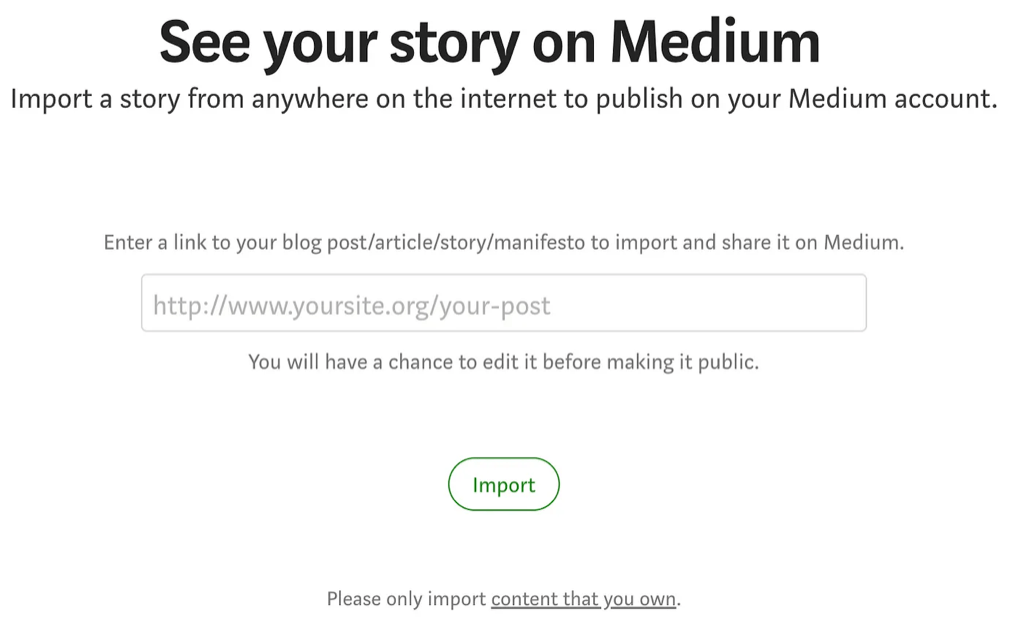 See your story on Medium
Import a story from anywhere on the internet to publish on your Medium account.
Enter a link to your blog post/article/story/manifesto to import and share it on Medium.
http://www.yoursite.org/your-post
You will have a chance to edit it before making it public.
Import
Please only import content that you own.